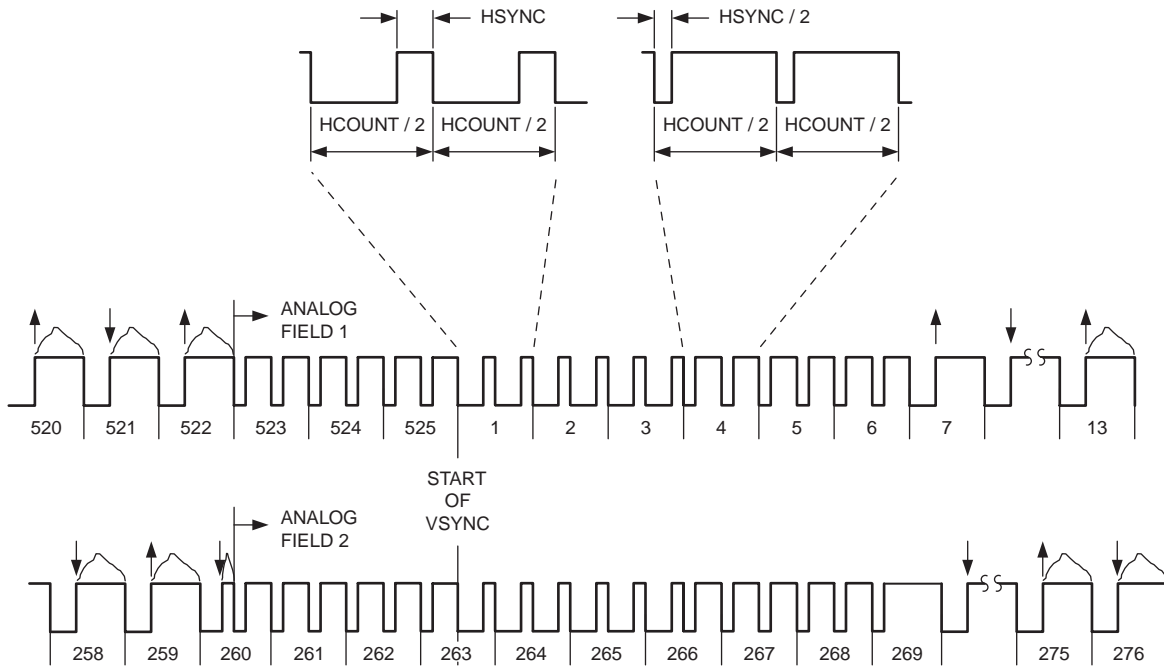 HSYNC
HSYNC / 2
HCOUNT / 2 HCOUNT / 2
HCOUNT / 2 HCOUNT / 2
ANALOG
FIELD 1
520 521 522 523 524 525 1 2 3 4 5 6 7 13
START
OF
VSYNC
ANALOG
FIELD 2
258 259 260 261 262 263 264 265 266 267 268 269 275 276